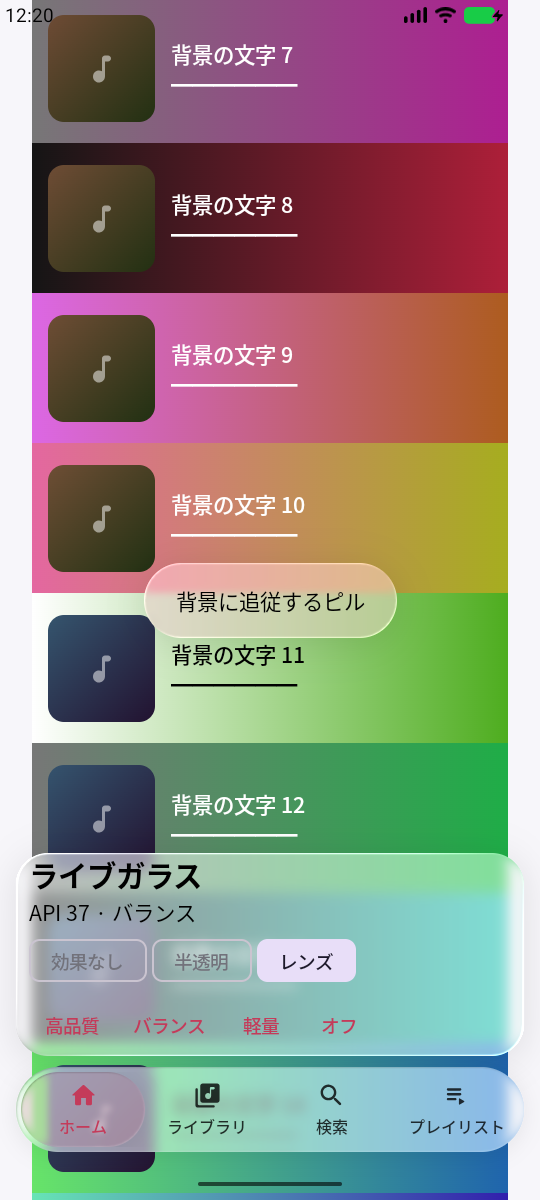 12:20
背景の文字 7
背景の文字 8
背景の文字 9
背景の文字 10
背景に追従するピル
背景の文字 11
背景の文字 12
ライブガラス
API 37 · バランス
効果なし 半透明 レンズ
高品質 バランス 軽量 オフ
ホーム ライブラリ 検索 プレイリスト